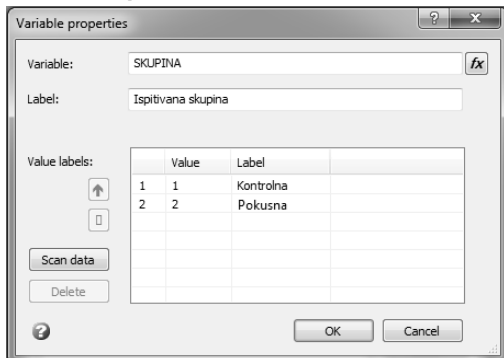 Variable properties
Variable: SKUPINA fx
Label: Ispitivana skupina
Value labels:
Value Label
1 1 Kontrolna
2 2 Pokusna
Scan data
Delete
OK Cancel